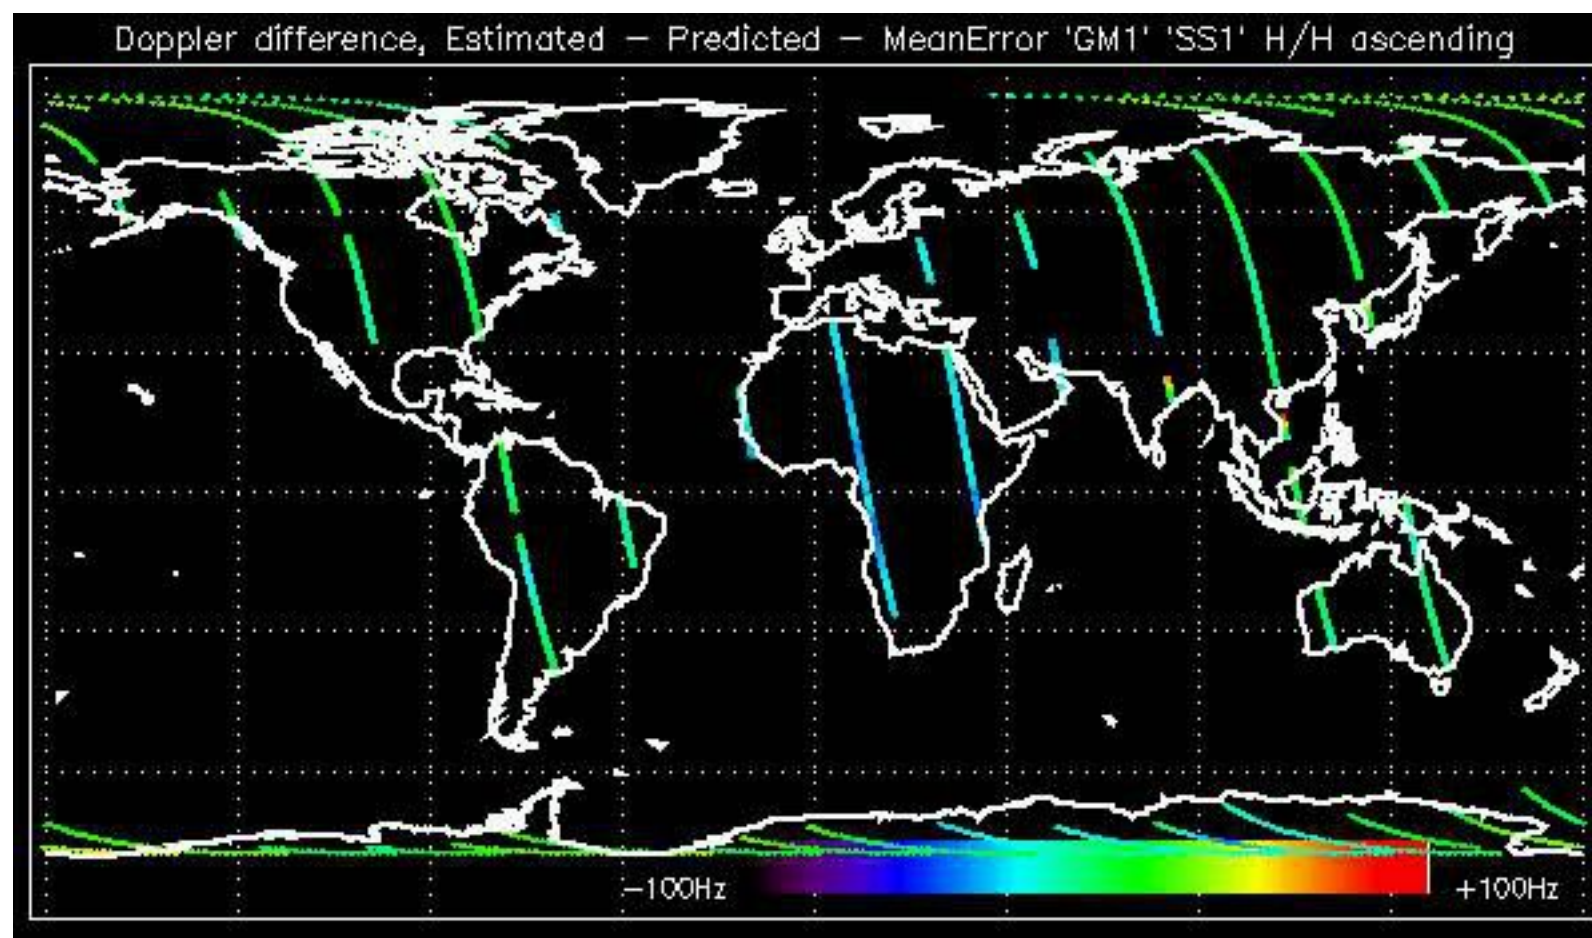 Doppler difference, Estimated – Predicted – MeanError 'GM1' 'SS1' H/H ascending
-100Hz
+100Hz